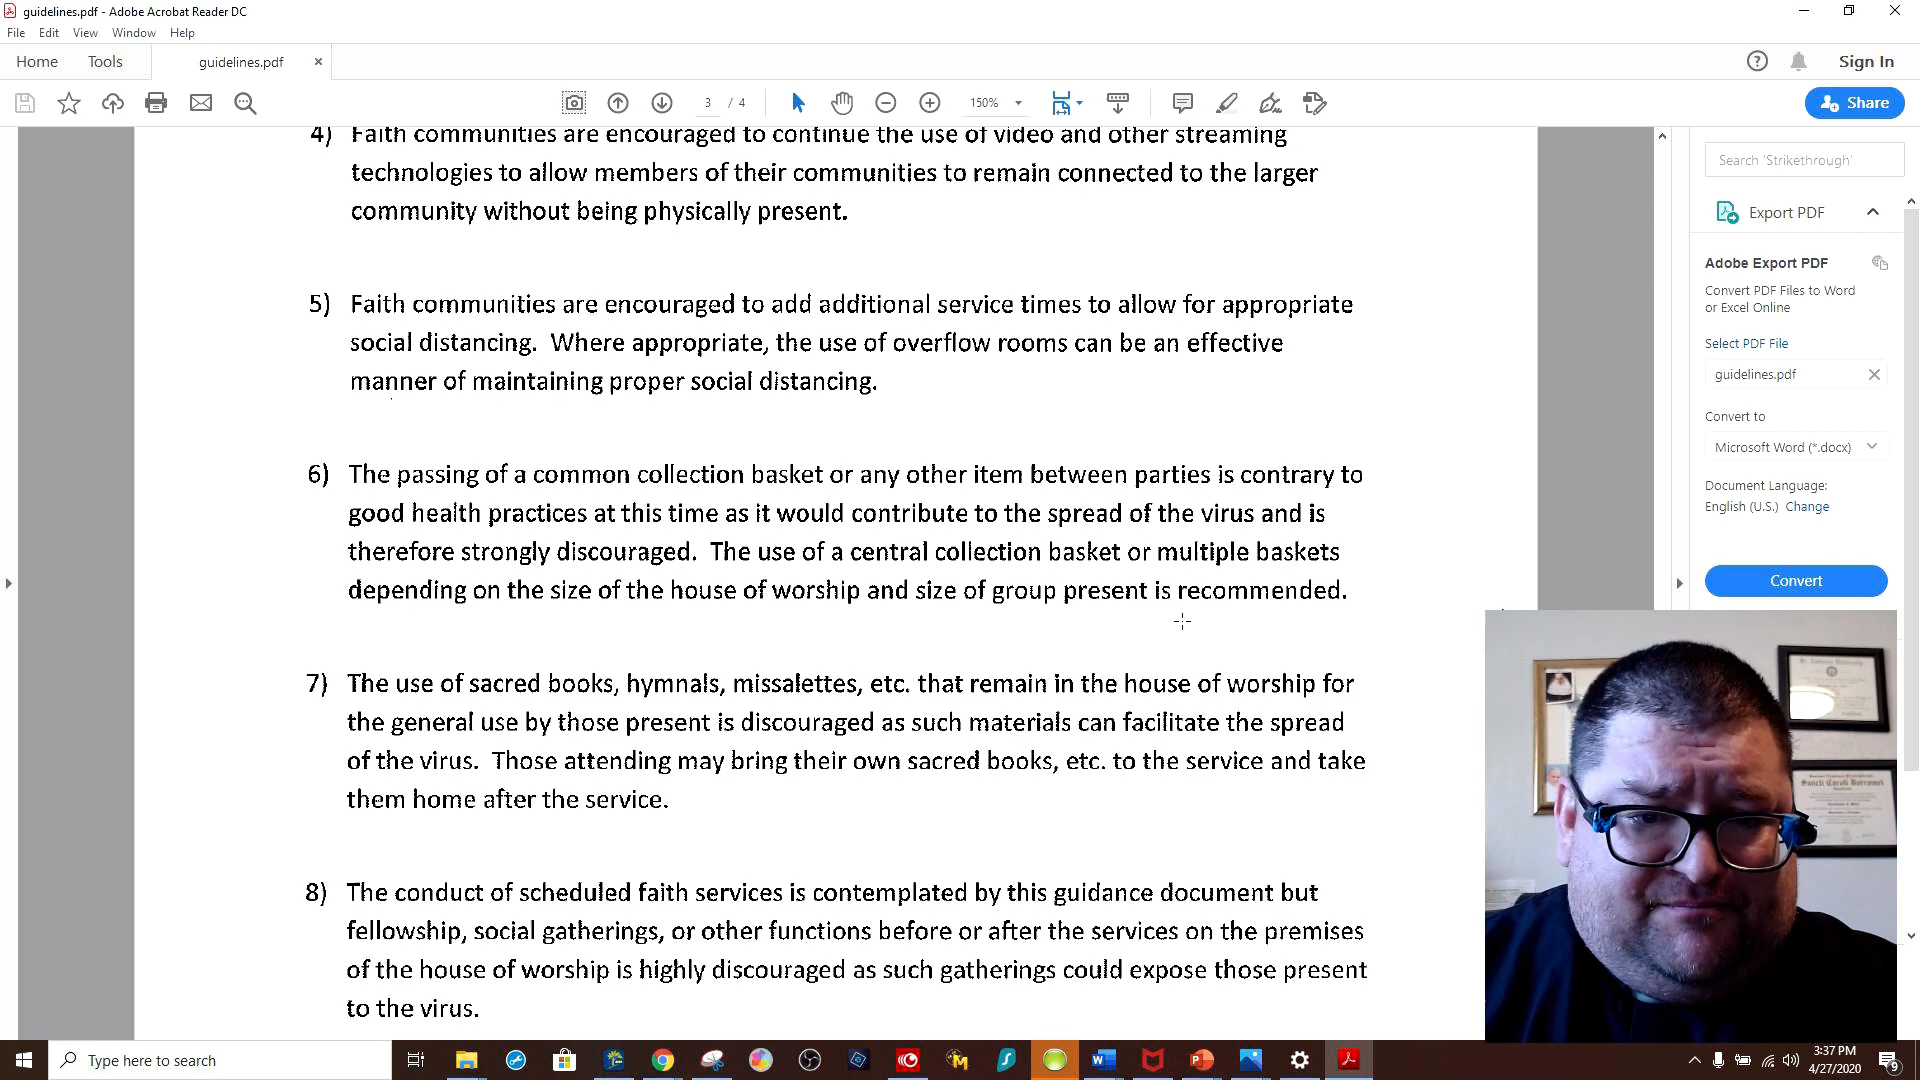 guidelines.pdf - Adobe Acrobat Reader DC
File Edit View Window Help
Home Tools guidelines.pdf Sign In
3 / 4 150% Share
4) Faith communities are encouraged to continue the use of video and other streaming
technologies to allow members of their communities to remain connected to the larger
community without being physically present.
5) Faith communities are encouraged to add additional service times to allow for appropriate
social distancing. Where appropriate, the use of overflow rooms can be an effective
manner of maintaining proper social distancing.
6) The passing of a common collection basket or any other item between parties is contrary to
good health practices at this time as it would contribute to the spread of the virus and is
therefore strongly discouraged. The use of a central collection basket or multiple baskets
depending on the size of the house of worship and size of group present is recommended.
7) The use of sacred books, hymnals, missalettes, etc. that remain in the house of worship for
the general use by those present is discouraged as such materials can facilitate the spread
of the virus. Those attending may bring their own sacred books, etc. to the service and take
them home after the service.
8) The conduct of scheduled faith services is contemplated by this guidance document but
fellowship, social gatherings, or other functions before or after the services on the premises
of the house of worship is highly discouraged as such gatherings could expose those present
to the virus.
Search 'Strikethrough'
Export PDF
Adobe Export PDF
Convert PDF Files to Word
or Excel Online
Select PDF File
guidelines.pdf
Convert to
Microsoft Word (*.docx)
Document Language:
English (U.S.) Change
Convert
Type here to search
3:37 PM
4/27/2020
9